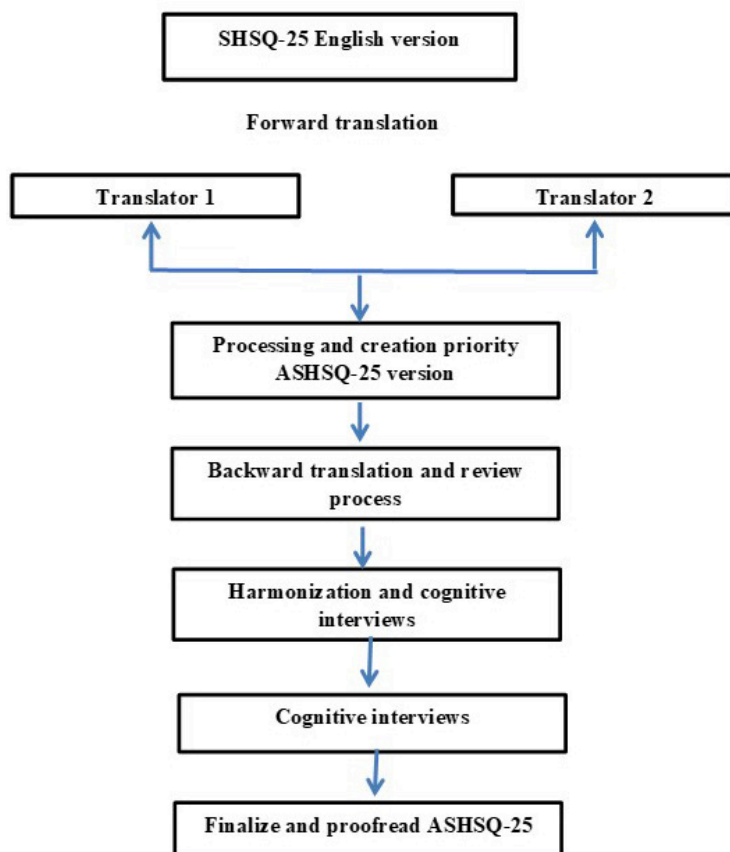 SHSQ-25 English version
Forward translation
Translator 1
Translator 2
Processing and creation priority
ASHSQ-25 version
Backward translation and review
process
Harmonization and cognitive
interviews
Cognitive interviews
Finalize and proofread ASHSQ-25